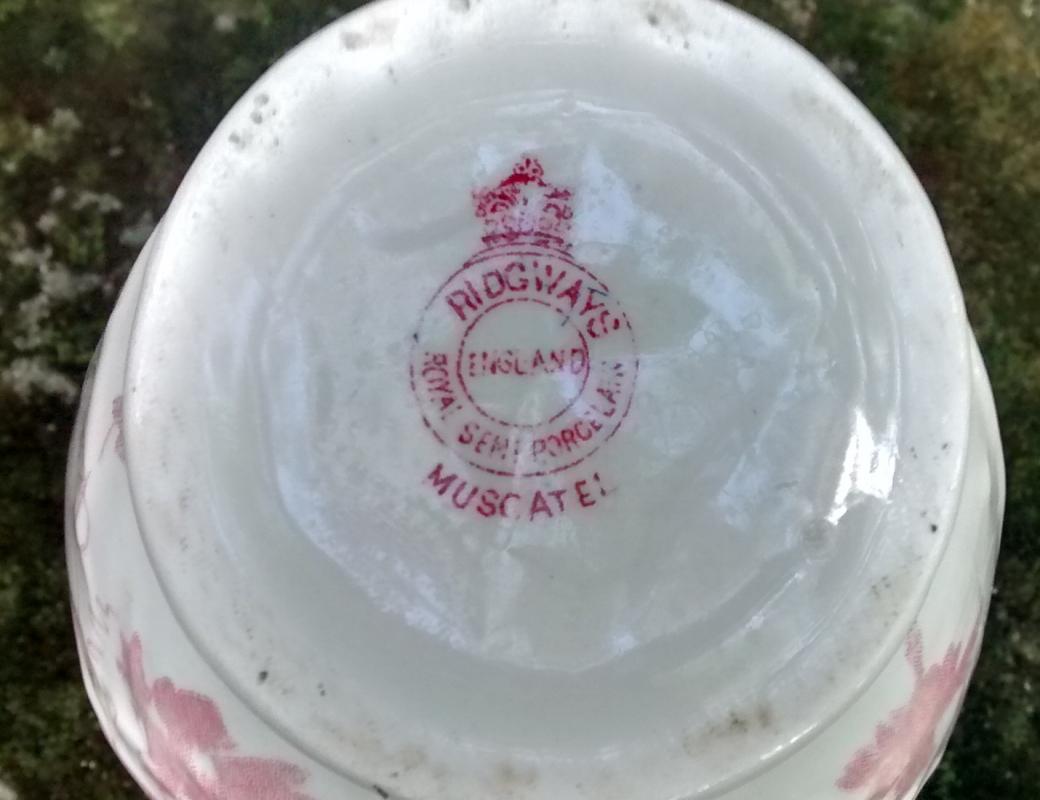 RIDGWAYS
ENGLAND
ROYAL SEMI PORCELAIN
MUSCATEL